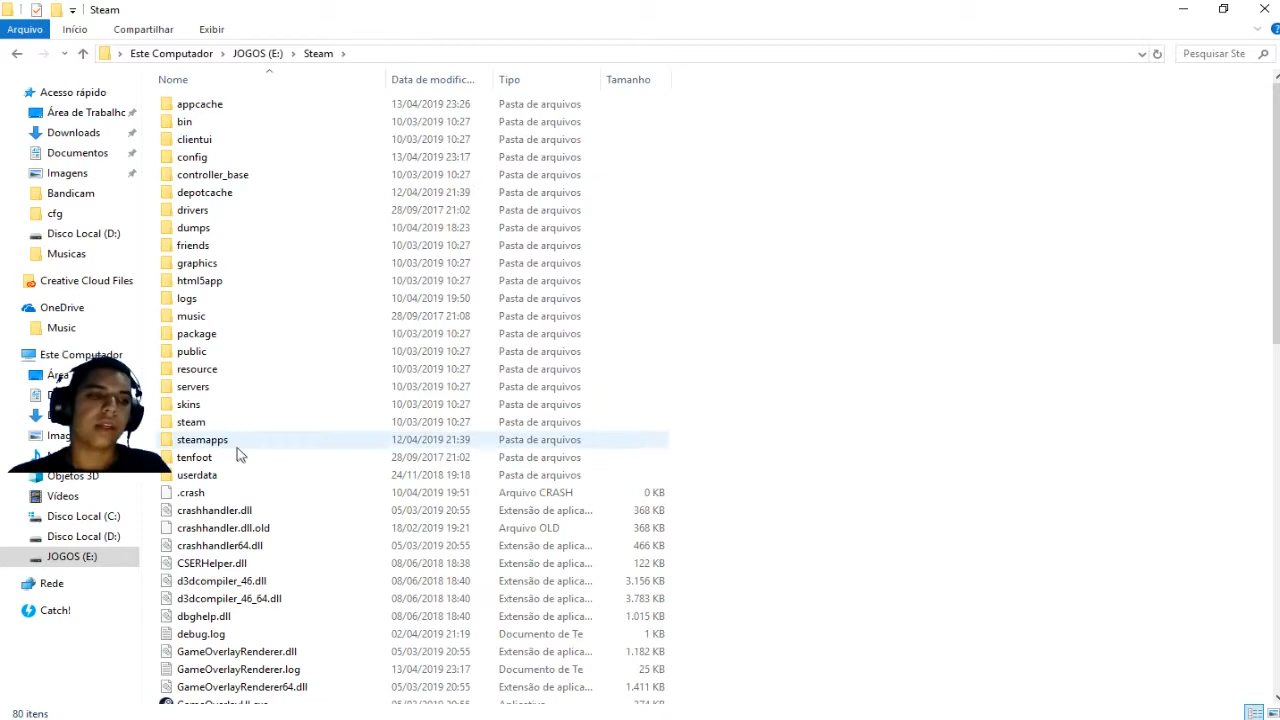 Steam
Arquivo Início Compartilhar Exibir
Este Computador JOGOS (E:) Steam Pesquisar Ste
Nome Data de modific... Tipo Tamanho
Acesso rápido
Área de Trabalhc
Downloads
Documentos
Imagens
Bandicam
cfg
Disco Local (D:)
Musicas
Creative Cloud Files
OneDrive
Music
Este Computador
Objetos 3D
Vídeos
Disco Local (C:)
Disco Local (D:)
JOGOS (E:)
Rede
Catch!
appcache 13/04/2019 23:26 Pasta de arquivos
bin 10/03/2019 10:27 Pasta de arquivos
clientui 10/03/2019 10:27 Pasta de arquivos
config 13/04/2019 23:17 Pasta de arquivos
controller_base 10/03/2019 10:27 Pasta de arquivos
depotcache 12/04/2019 21:39 Pasta de arquivos
drivers 28/09/2017 21:02 Pasta de arquivos
dumps 10/04/2019 18:23 Pasta de arquivos
friends 10/03/2019 10:27 Pasta de arquivos
graphics 10/03/2019 10:27 Pasta de arquivos
html5app 10/03/2019 10:27 Pasta de arquivos
logs 10/04/2019 19:50 Pasta de arquivos
music 28/09/2017 21:08 Pasta de arquivos
package 10/03/2019 10:27 Pasta de arquivos
public 10/03/2019 10:27 Pasta de arquivos
resource 10/03/2019 10:27 Pasta de arquivos
servers 10/03/2019 10:27 Pasta de arquivos
skins 10/03/2019 10:27 Pasta de arquivos
steam 10/03/2019 10:27 Pasta de arquivos
steamapps 12/04/2019 21:39 Pasta de arquivos
tenfoot 28/09/2017 21:02 Pasta de arquivos
userdata 24/11/2018 19:18 Pasta de arquivos
.crash 10/04/2019 19:51 Arquivo CRASH 0 KB
crashhandler.dll 05/03/2019 20:55 Extensão de aplica... 368 KB
crashhandler.dll.old 18/02/2019 19:21 Arquivo OLD 368 KB
crashhandler64.dll 05/03/2019 20:55 Extensão de aplica... 466 KB
CSERHelper.dll 08/06/2018 18:38 Extensão de aplica... 122 KB
d3dcompiler_46.dll 08/06/2018 18:40 Extensão de aplica... 3.156 KB
d3dcompiler_46_64.dll 08/06/2018 18:40 Extensão de aplica... 3.783 KB
dbghelp.dll 08/06/2018 18:40 Extensão de aplica... 1.015 KB
debug.log 02/04/2019 21:19 Documento de Te 1 KB
GameOverlayRenderer.dll 05/03/2019 20:55 Extensão de aplica... 1.182 KB
GameOverlayRenderer.log 13/04/2019 23:17 Documento de Te 25 KB
GameOverlayRenderer64.dll 05/03/2019 20:55 Extensão de aplica... 1.411 KB
80 itens